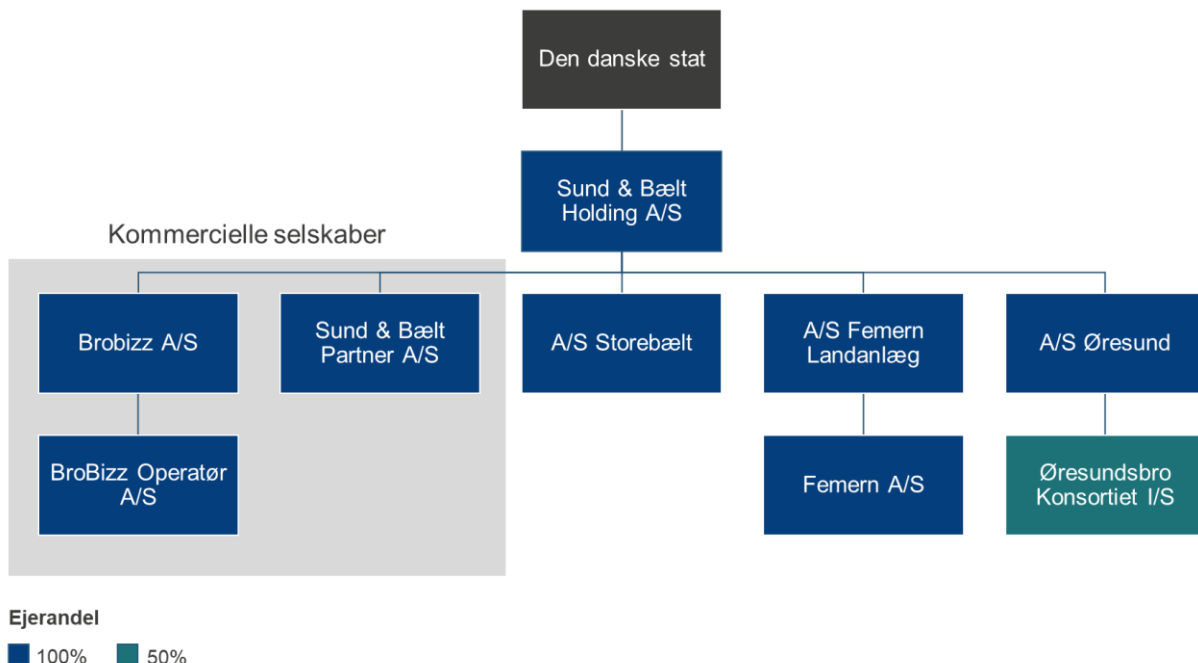 Den danske stat
Sund & Bælt
Holding A/S
Kommercielle selskaber
Brobizz A/S
Sund & Bælt
Partner A/S
A/S Storebælt
A/S Femern
Landanlæg
A/S Øresund
BroBizz Operatør
A/S
Femern A/S
Øresundsbro
Konsortiet I/S
Ejerandel
100%
50%